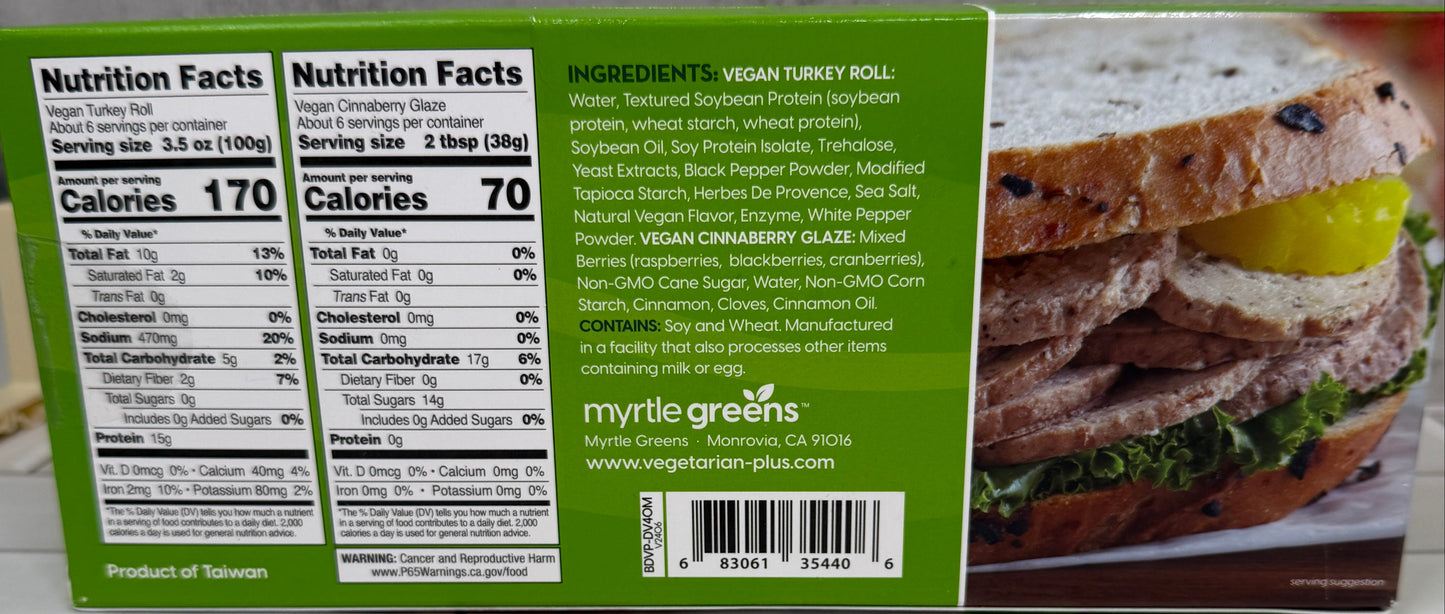 Nutrition Facts
Vegan Turkey Roll
About 6 servings per container
Serving size 3.5 oz (100g)
Amount per serving
Calories 170
% Daily Value*
Total Fat 10g 13%
Saturated Fat 2g 10%
Trans Fat 0g
Cholesterol 0mg 0%
Sodium 470mg 20%
Total Carbohydrate 5g 2%
Dietary Fiber 2g 7%
Total Sugars 0g
Includes 0g Added Sugars 0%
Protein 15g
Vit. D 0mcg 0% • Calcium 40mg 4%
Iron 2mg 10% • Potassium 80mg 2%
*The % Daily Value (DV) tells you how much a nutrient
in a serving of food contributes to a daily diet. 2,000
calories a day is used for general nutrition advice.
Product of Taiwan
Nutrition Facts
Vegan Cinnaberry Glaze
About 6 servings per container
Serving size 2 tbsp (38g)
Amount per serving
Calories 70
% Daily Value*
Total Fat 0g 0%
Saturated Fat 0g 0%
Trans Fat 0g
Cholesterol 0mg 0%
Sodium 0mg 0%
Total Carbohydrate 17g 6%
Dietary Fiber 0g 0%
Total Sugars 14g
Includes 0g Added Sugars 0%
Protein 0g
Vit. D 0mcg 0% • Calcium 0mg 0%
Iron 0mg 0% • Potassium 0mg 0%
*The % Daily Value (DV) tells you how much a nutrient
in a serving of food contributes to a daily diet. 2,000
calories a day is used for general nutrition advice.
WARNING: Cancer and Reproductive Harm
www.P65Warnings.ca.gov/food
INGREDIENTS: VEGAN TURKEY ROLL:
Water, Textured Soybean Protein (soybean
protein, wheat starch, wheat protein),
Soybean Oil, Soy Protein Isolate, Trehalose,
Yeast Extracts, Black Pepper Powder, Modified
Tapioca Starch, Herbes De Provence, Sea Salt,
Natural Vegan Flavor, Enzyme, White Pepper
Powder. VEGAN CINNABERRY GLAZE: Mixed
Berries (raspberries, blackberries, cranberries),
Non-GMO Cane Sugar, Water, Non-GMO Corn
Starch, Cinnamon, Cloves, Cinnamon Oil.
CONTAINS: Soy and Wheat. Manufactured
in a facility that also processes other items
containing milk or egg.
myrtle greens™
Myrtle Greens · Monrovia, CA 91016
www.vegetarian-plus.com
BDVP-DV4OM
V2406
6 83061 35440 6
serving suggestion